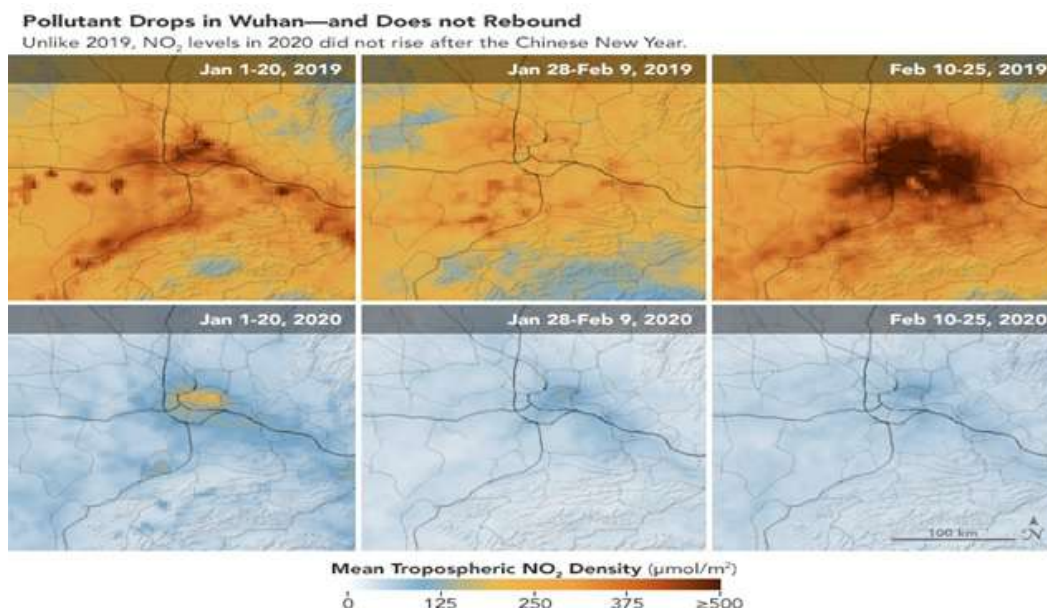 Pollutant Drops in Wuhan—and Does not Rebound
Unlike 2019, NO₂ levels in 2020 did not rise after the Chinese New Year.
Jan 1-20, 2019
Jan 28-Feb 9, 2019
Feb 10-25, 2019
Jan 1-20, 2020
Jan 28-Feb 9, 2020
Feb 10-25, 2020
100 km
N
Mean Tropospheric NO₂ Density (μmol/m²)
0 125 250 375 ≥500